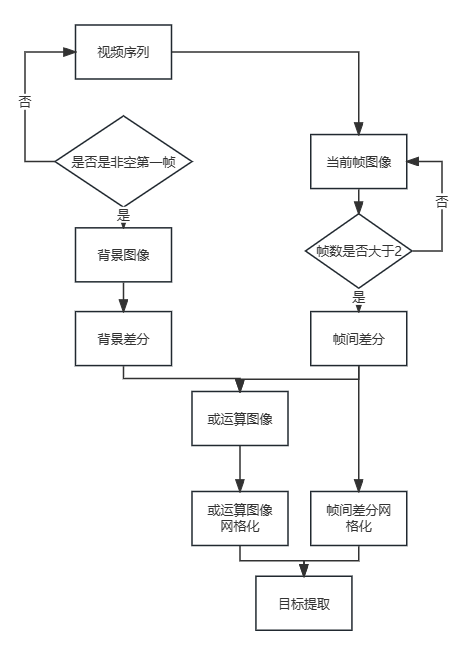 视频序列
否
是否是非空第一帧
当前帧图像
否
是
帧数是否大于2
背景图像
是
背景差分
帧间差分
或运算图像
或运算图像
网格化
帧间差分网
格化
目标提取